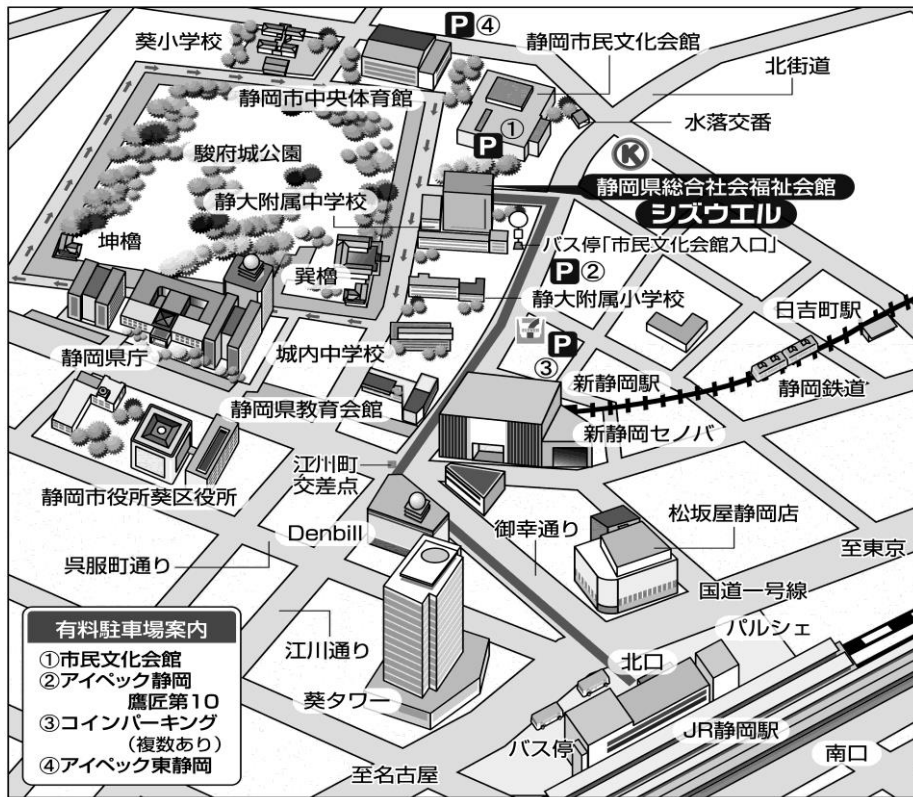 P④
葵小学校
静岡市民文化会館
北街道
静岡市中央体育館
水落交番
①
P
K
駿府城公園
静岡県総合社会福祉会館
シズウエル
静大附属中学校
バス停「市民文化会館入口」
坤櫓
巽櫓
P②
静大附属小学校
日吉町駅
7
P
③
静岡県庁
城内中学校
新静岡駅
静岡鉄道
静岡県教育会館
新静岡セノバ
江川町
交差点
静岡市役所葵区役所
Denbill
御幸通り
松坂屋静岡店
至東京
呉服町通り
国道一号線
パルシェ
有料駐車場案内
①市民文化会館
②アイペック静岡
鷹匠第10
③コインパーキング
(複数あり)
④アイペック東静岡
江川通り
北口
葵タワー
バス停
JR静岡駅
南口
至名古屋